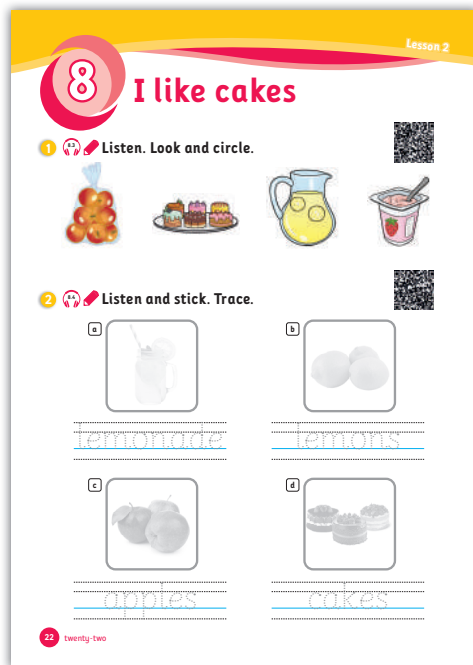 Lesson 2
8
I like cakes
1 8.3 Listen. Look and circle.
2 8.4 Listen and stick. Trace.
a
b
lemonade
lemons
c
d
apples
cakes
22 twenty-two